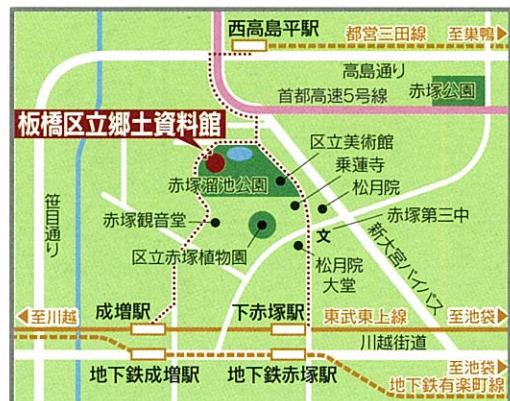 西高島平駅
都営三田線
至巣鴨
高島通り
赤塚公園
首都高速5号線
板橋区立郷土資料館
区立美術館
乗蓮寺
赤塚溜池公園
松月院
笹目通り
赤塚観音堂
赤塚第三中
文
区立赤塚植物園
新大宮バイパス
松月院
大堂
至川越
成増駅
下赤塚駅
東武東上線
至池袋
川越街道
地下鉄成増駅
地下鉄赤塚駅
至池袋
地下鉄有楽町線